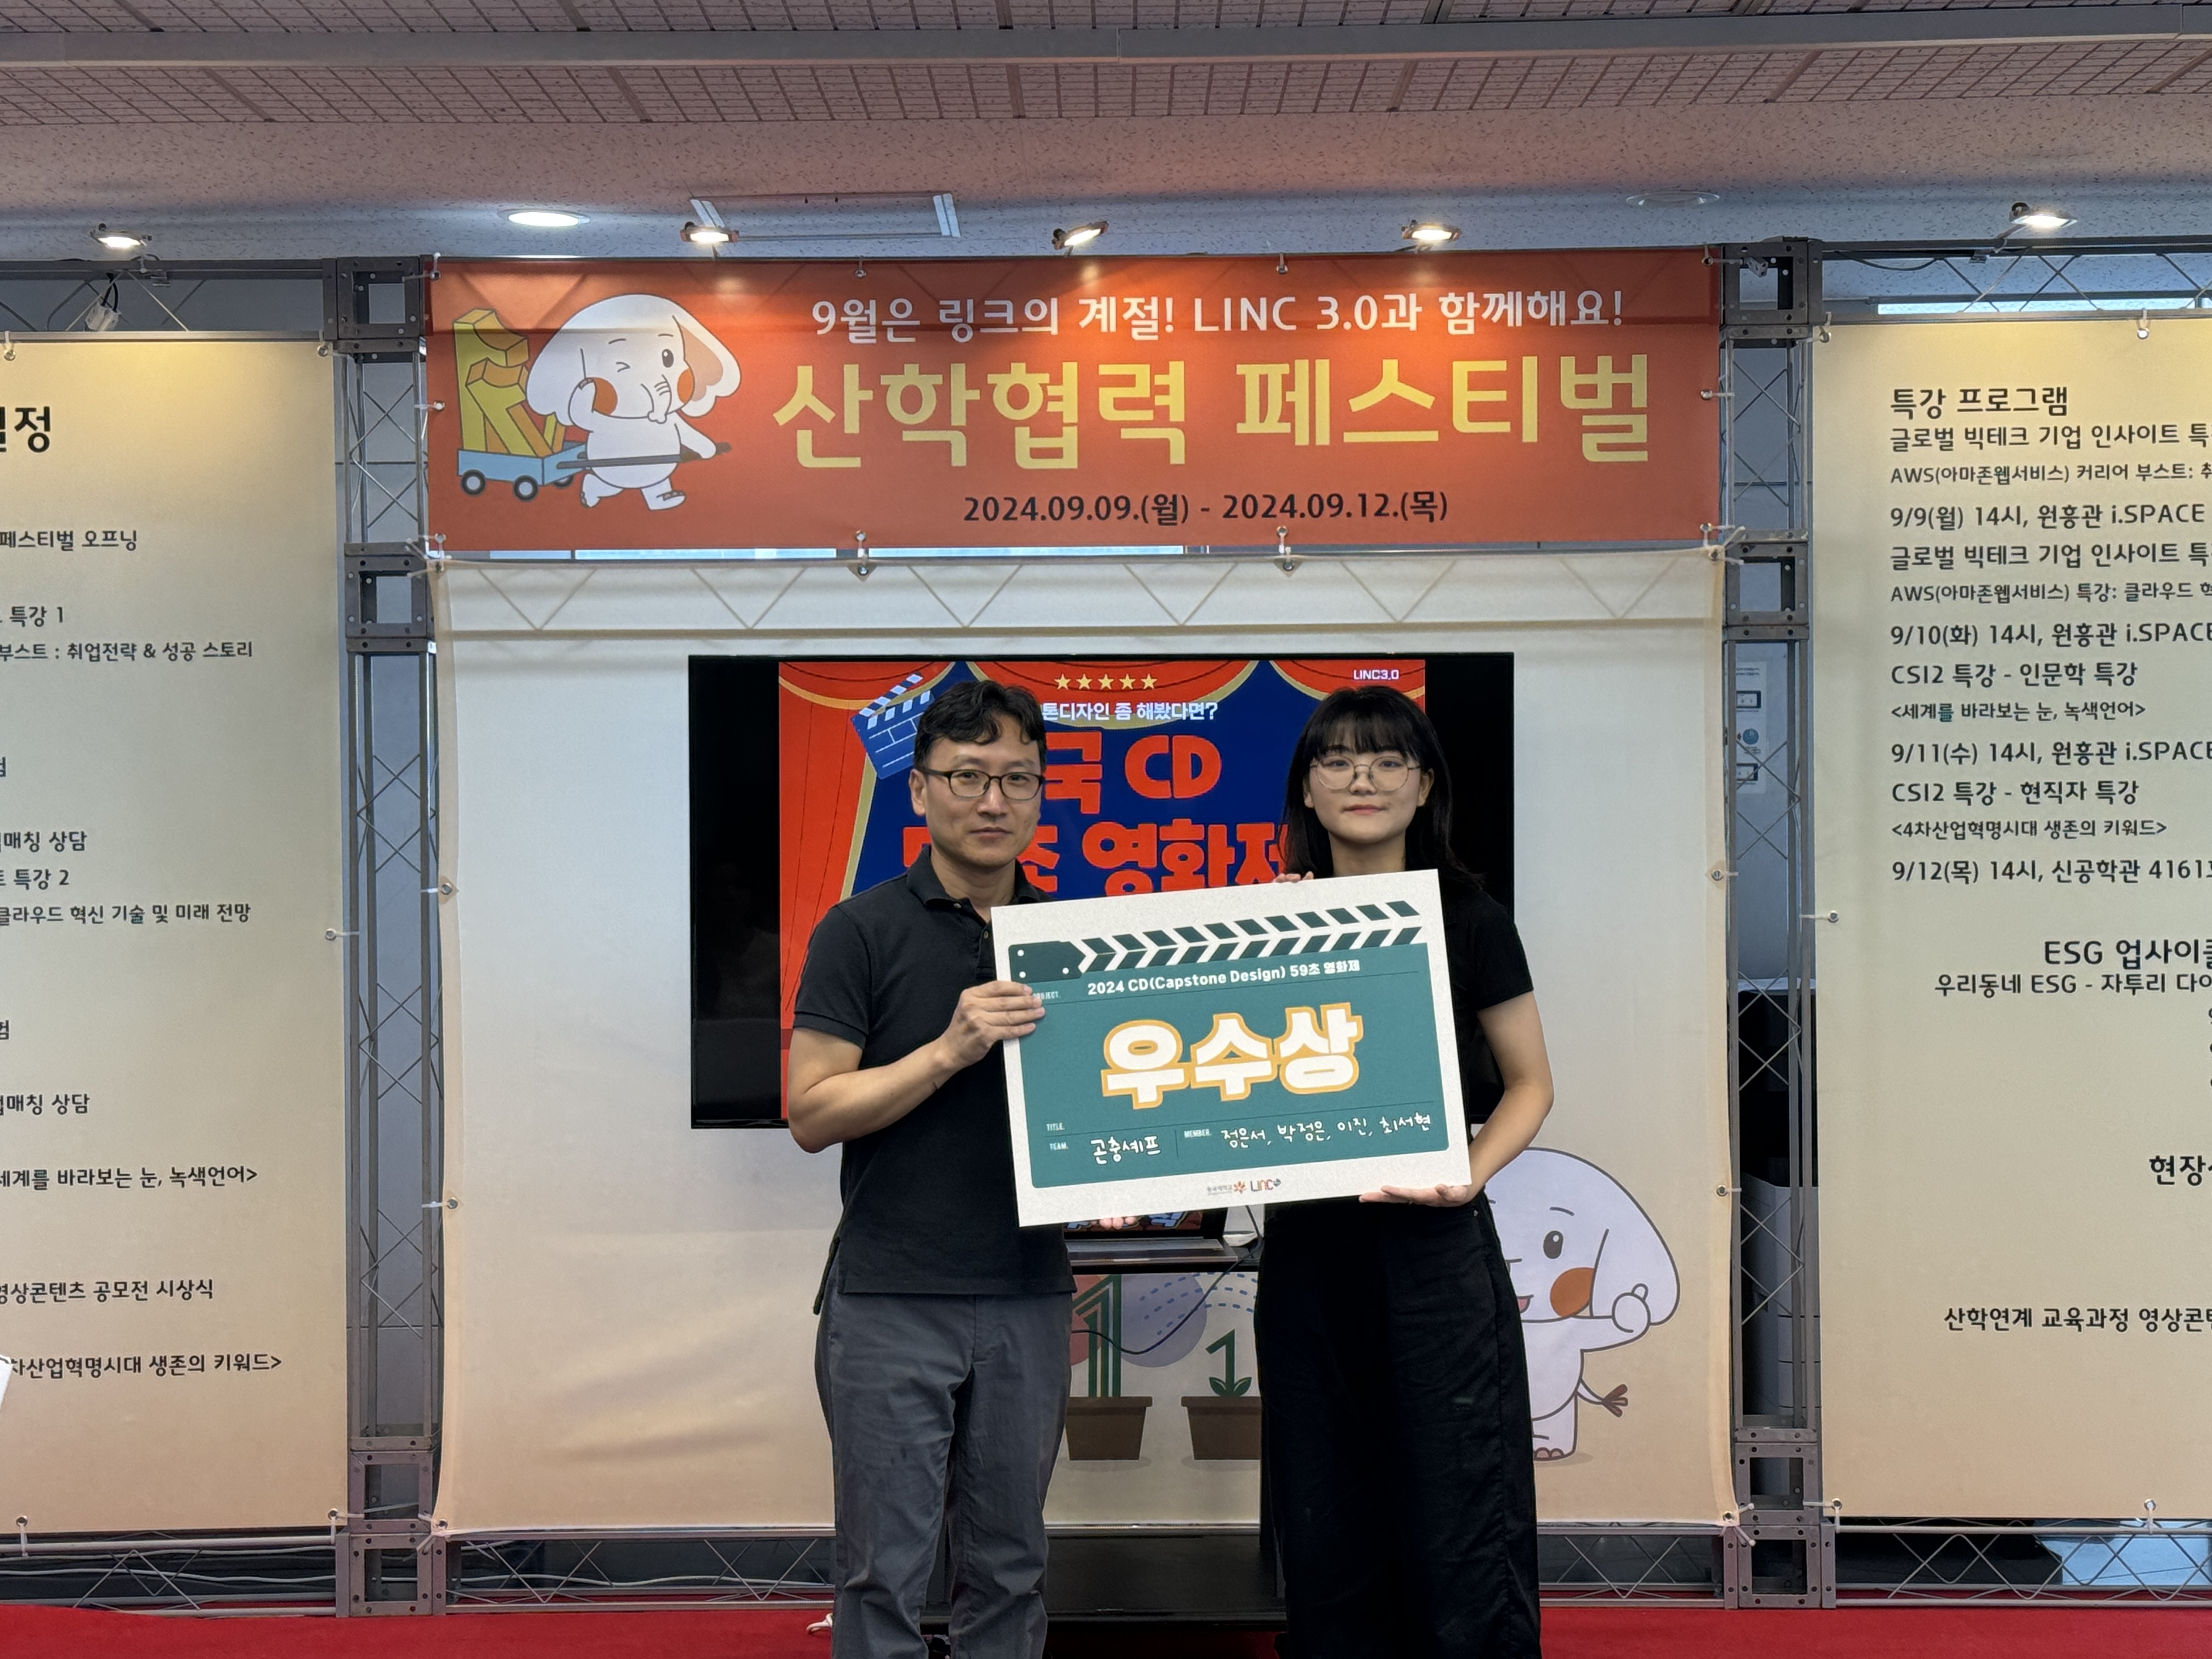 9월은 링크의 계절! LINC 3.0과 함께해요!
산학협력 페스티벌
2024.09.09.(월) - 2024.09.12.(목)
페스티벌 오프닝
특강 1
부스트 : 취업전략 & 성공 스토리
매칭 상담
특강 2
클라우드 혁신 기술 및 미래 전망
매칭 상담
세계를 바라보는 눈, 녹색언어>
영상콘텐츠 공모전 시상식
차산업혁명시대 생존의 키워드>
LINC3.0
톤디자인 좀 해봤다면?
국 CD
영화제
2024 CD(Capstone Design) 59초 영화제
우수상
TITLE.
TEAM. 곤충셰프 MEMBER. 정은서, 박정은, 이진, 최서현
LINC
특강 프로그램
글로벌 빅테크 기업 인사이트 특
AWS(아마존웹서비스) 커리어 부스트: 취
9/9(월) 14시, 원흥관 i.SPACE
글로벌 빅테크 기업 인사이트 특
AWS(아마존웹서비스) 특강: 클라우드 혁
9/10(화) 14시, 원흥관 i.SPACE
CSI2 특강 - 인문학 특강
<세계를 바라보는 눈, 녹색언어>
9/11(수) 14시, 원흥관 i.SPACE
CSI2 특강 - 현직자 특강
<4차산업혁명시대 생존의 키워드>
9/12(목) 14시, 신공학관 4161
ESG 업사이클
우리동네 ESG - 자투리 다이
현장
산학연계 교육과정 영상콘텐